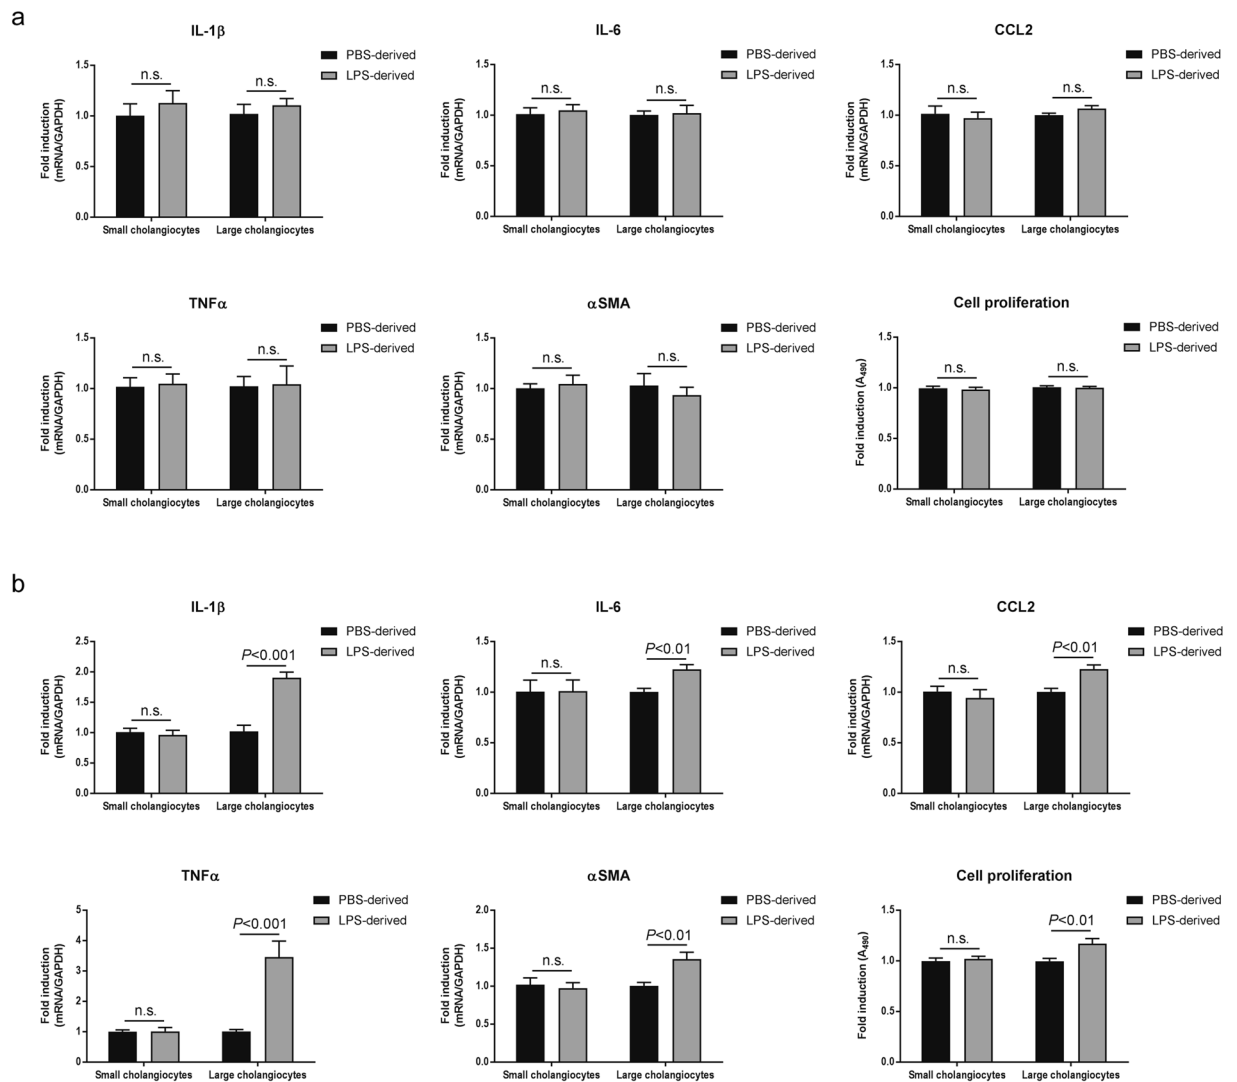 a
IL-1β
PBS-derived
LPS-derived
Fold induction
(mRNA/GAPDH)
1.5
1.0
0.5
0.0
n.s.
n.s.
Small cholangiocytes
Large cholangiocytes
IL-6
PBS-derived
LPS-derived
Fold induction
(mRNA/GAPDH)
1.5
1.0
0.5
0.0
n.s.
n.s.
Small cholangiocytes
Large cholangiocytes
CCL2
PBS-derived
LPS-derived
Fold induction
(mRNA/GAPDH)
1.5
1.0
0.5
0.0
n.s.
n.s.
Small cholangiocytes
Large cholangiocytes
TNFα
PBS-derived
LPS-derived
Fold induction
(mRNA/GAPDH)
1.5
1.0
0.5
0.0
n.s.
n.s.
Small cholangiocytes
Large cholangiocytes
αSMA
PBS-derived
LPS-derived
Fold induction
(mRNA/GAPDH)
1.5
1.0
0.5
0.0
n.s.
n.s.
Small cholangiocytes
Large cholangiocytes
Cell proliferation
PBS-derived
LPS-derived
Fold induction (A490)
1.5
1.0
0.5
0.0
n.s.
n.s.
Small cholangiocytes
Large cholangiocytes
b
IL-1β
PBS-derived
LPS-derived
Fold induction
(mRNA/GAPDH)
2.5
2.0
1.5
1.0
0.5
0.0
n.s.
P<0.001
Small cholangiocytes
Large cholangiocytes
IL-6
PBS-derived
LPS-derived
Fold induction
(mRNA/GAPDH)
1.5
1.0
0.5
0.0
n.s.
P<0.01
Small cholangiocytes
Large cholangiocytes
CCL2
PBS-derived
LPS-derived
Fold induction
(mRNA/GAPDH)
1.5
1.0
0.5
0.0
n.s.
P<0.01
Small cholangiocytes
Large cholangiocytes
TNFα
PBS-derived
LPS-derived
Fold induction
(mRNA/GAPDH)
5
4
3
2
1
0
n.s.
P<0.001
Small cholangiocytes
Large cholangiocytes
αSMA
PBS-derived
LPS-derived
Fold induction
(mRNA/GAPDH)
2.0
1.5
1.0
0.5
0.0
n.s.
P<0.01
Small cholangiocytes
Large cholangiocytes
Cell proliferation
PBS-derived
LPS-derived
Fold induction (A490)
1.5
1.0
0.5
0.0
n.s.
P<0.01
Small cholangiocytes
Large cholangiocytes